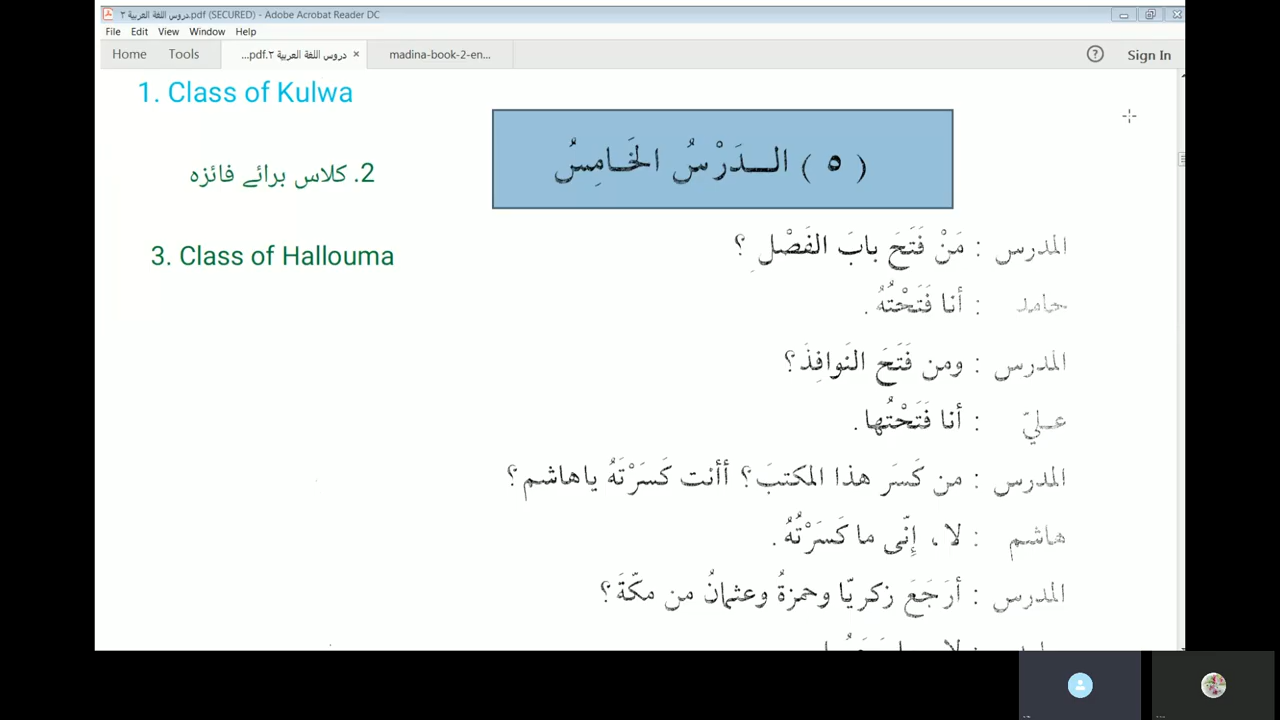 دروس اللغة العربية ٢.pdf (SECURED) - Adobe Acrobat Reader DC
File Edit View Window Help
Home Tools دروس اللغة العربية ٢.pdf... × madina-book-2-en... ? Sign In
1. Class of Kulwa
2. کلاس برائے فائزہ
3. Class of Hallouma
( ٥ ) الـدَرْسُ الخَـامِسُ
المدرس : مَنْ فَتَحَ بابَ الفَصْلِ ؟
حامد : أنا فَتَحْتُهُ.
المدرس : ومن فَتَحَ النَوافِذَ؟
عـليّ : أنا فَتَحْتُها.
المدرس : من كَسَر هذا المكتبَ؟ أأنت كَسَرْتَهُ ياهاشم؟
هاشم : لا، إنّى ما كَسَرْتُهُ.
المدرس : أرَجَعَ زكريّا وحمزةُ وعثمانُ من مكّةَ؟